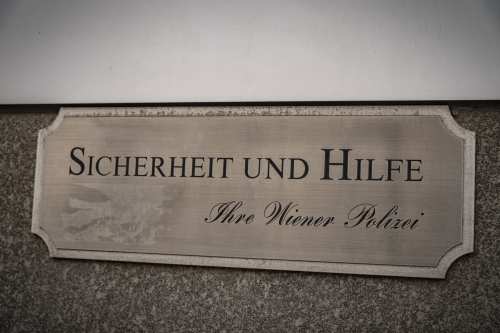 SICHERHEIT UND HILFE
Ihre Wiener Polizei